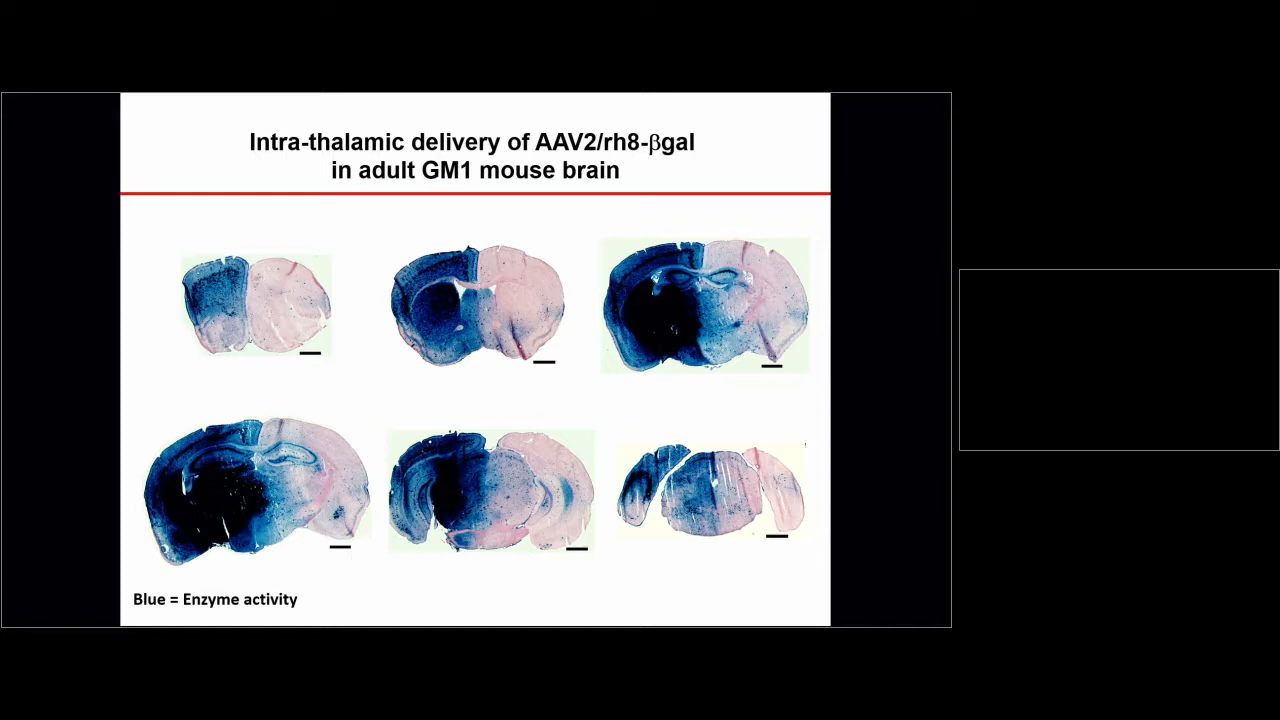 Intra-thalamic delivery of AAV2/rh8-βgal
in adult GM1 mouse brain
Blue = Enzyme activity